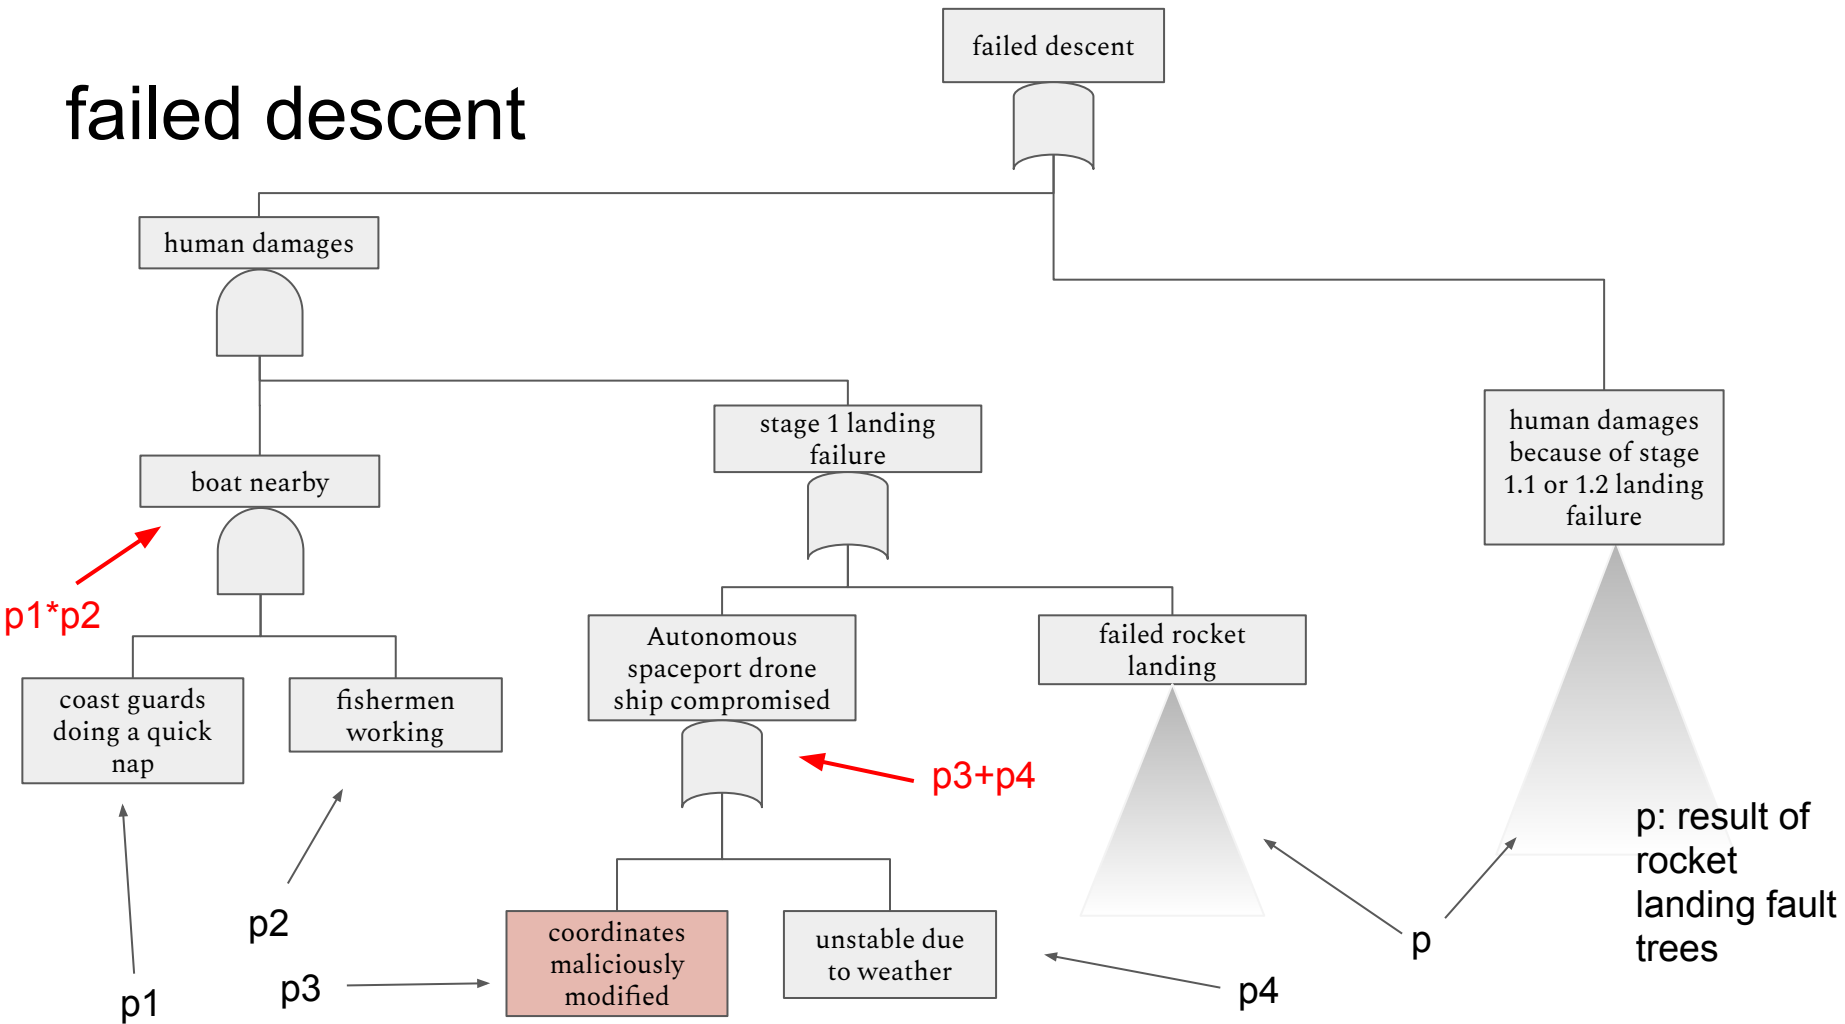 failed descent
failed descent
human damages
human damages
because of stage
1.1 or 1.2 landing
failure
stage 1 landing
failure
boat nearby
p1*p2
Autonomous
spaceport drone
ship compromised
failed rocket
landing
coast guards
doing a quick
nap
fishermen
working
p3+p4
p: result of
rocket
landing fault
trees
p2
coordinates
maliciously
modified
unstable due
to weather
p
p1
p3
p4